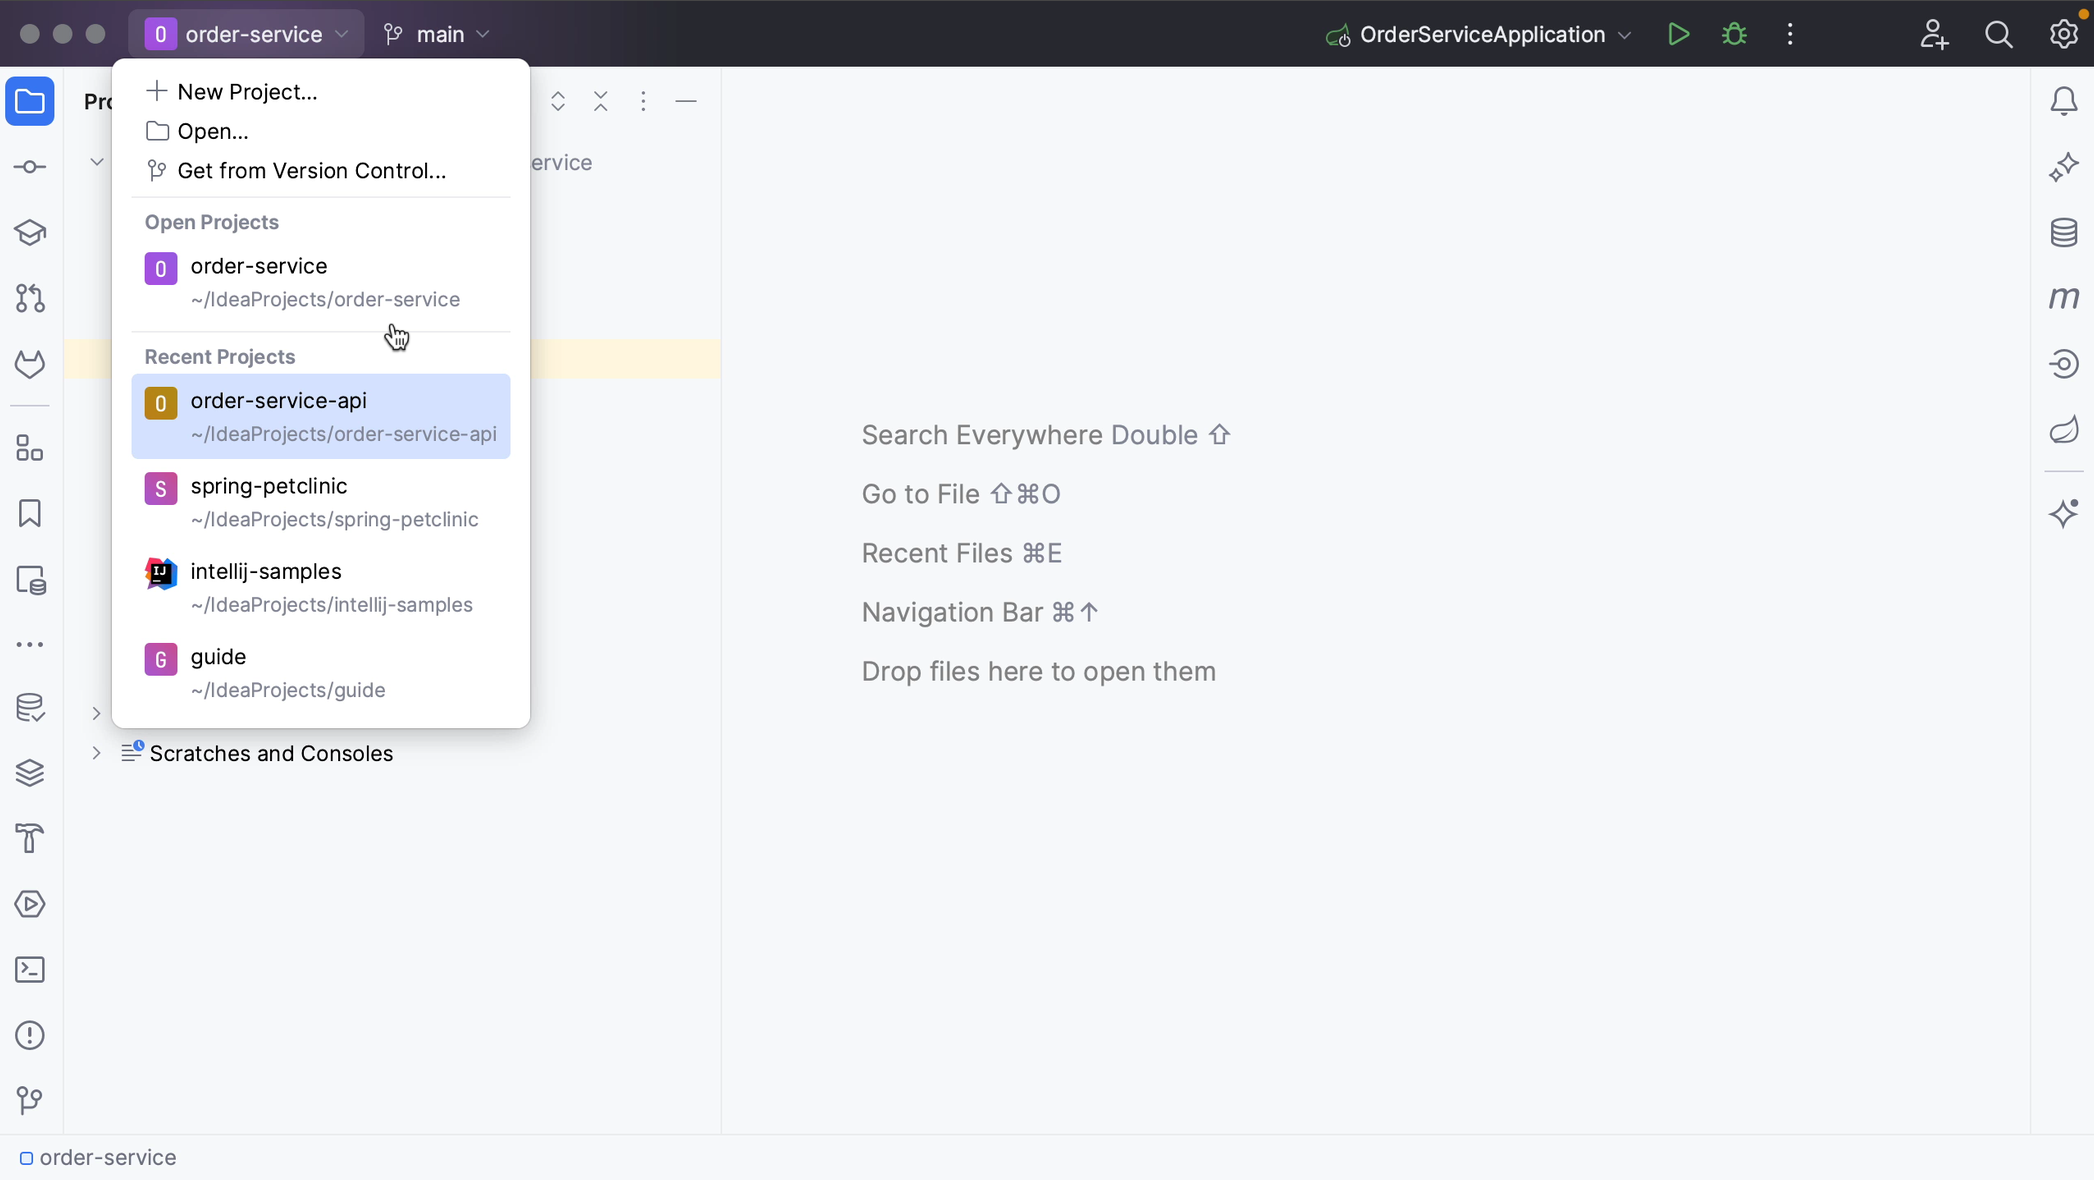 O order-service
main
OrderServiceApplication
Pro
New Project...
Open...
Get from Version Control...
ervice
Open Projects
O order-service
~/IdeaProjects/order-service
Recent Projects
O order-service-api
~/IdeaProjects/order-service-api
S spring-petclinic
~/IdeaProjects/spring-petclinic
IJ intellij-samples
~/IdeaProjects/intellij-samples
G guide
~/IdeaProjects/guide
Scratches and Consoles
Search Everywhere Double ⇧
Go to File ⇧⌘O
Recent Files ⌘E
Navigation Bar ⌘↑
Drop files here to open them
m
order-service